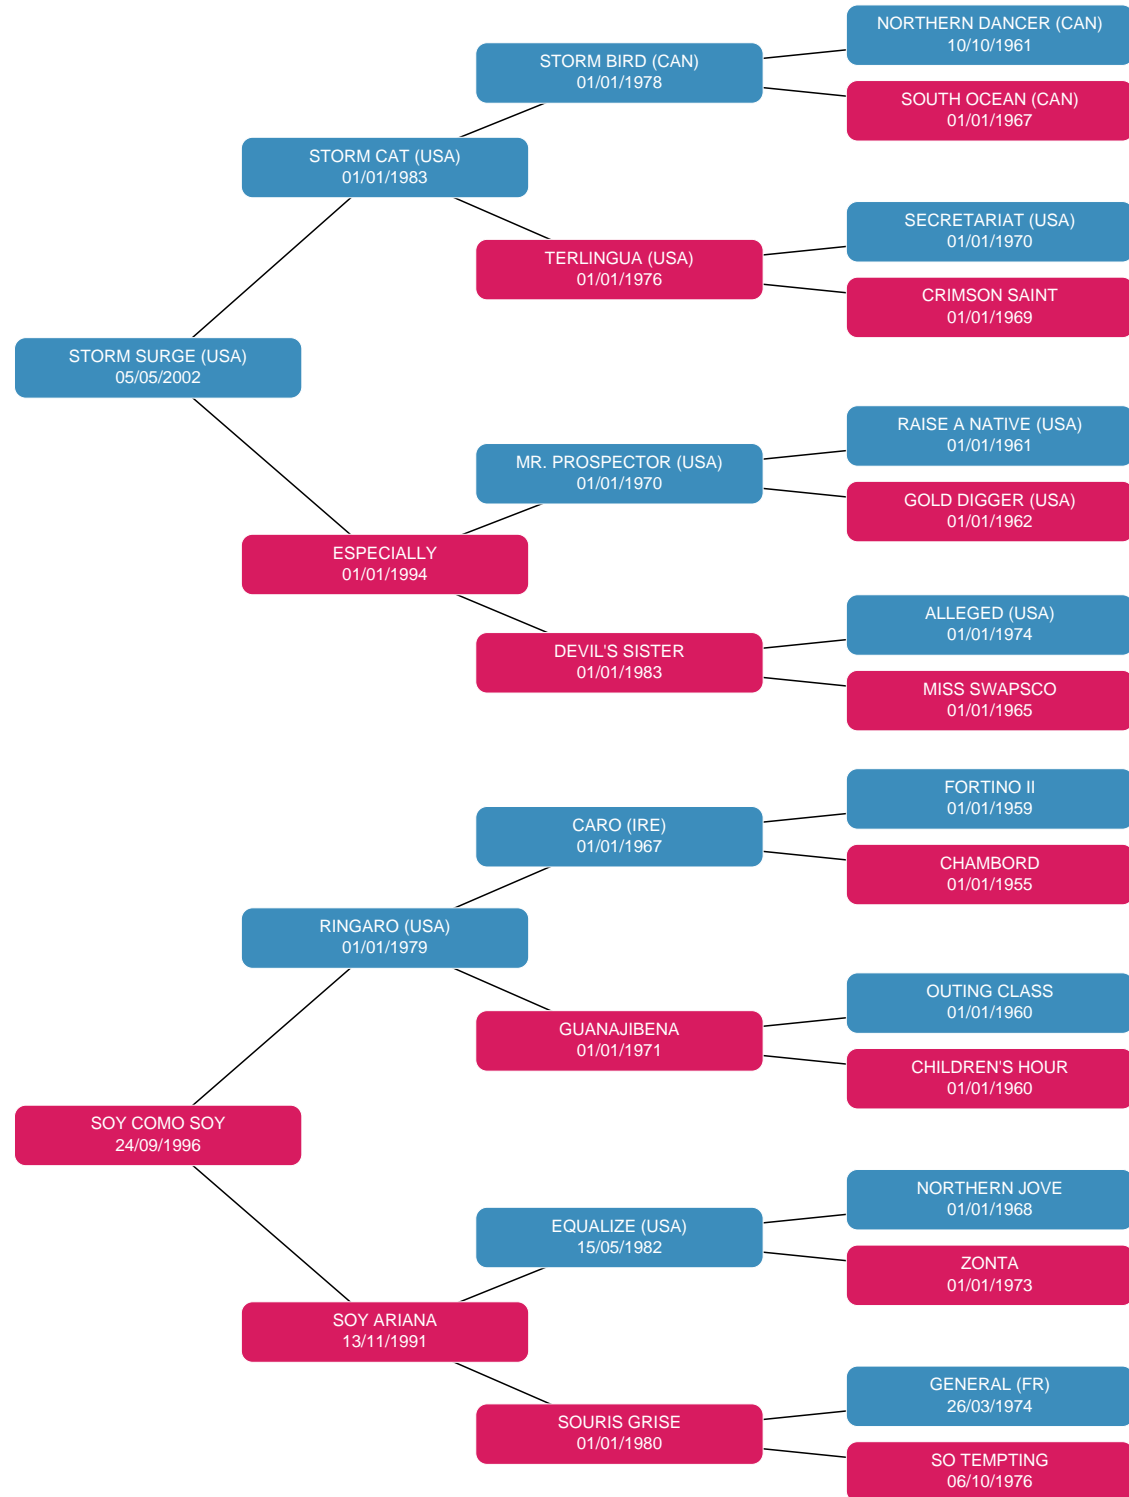 NORTHERN DANCER (CAN)
10/10/1961
STORM BIRD (CAN)
01/01/1978
SOUTH OCEAN (CAN)
01/01/1967
STORM CAT (USA)
01/01/1983
SECRETARIAT (USA)
01/01/1970
TERLINGUA (USA)
01/01/1976
CRIMSON SAINT
01/01/1969
STORM SURGE (USA)
05/05/2002
RAISE A NATIVE (USA)
01/01/1961
MR. PROSPECTOR (USA)
01/01/1970
GOLD DIGGER (USA)
01/01/1962
ESPECIALLY
01/01/1994
ALLEGED (USA)
01/01/1974
DEVIL'S SISTER
01/01/1983
MISS SWAPSCO
01/01/1965
FORTINO II
01/01/1959
CARO (IRE)
01/01/1967
CHAMBORD
01/01/1955
RINGARO (USA)
01/01/1979
OUTING CLASS
01/01/1960
GUANAJIBENA
01/01/1971
CHILDREN'S HOUR
01/01/1960
SOY COMO SOY
24/09/1996
NORTHERN JOVE
01/01/1968
EQUALIZE (USA)
15/05/1982
ZONTA
01/01/1973
SOY ARIANA
13/11/1991
GENERAL (FR)
26/03/1974
SOURIS GRISE
01/01/1980
SO TEMPTING
06/10/1976